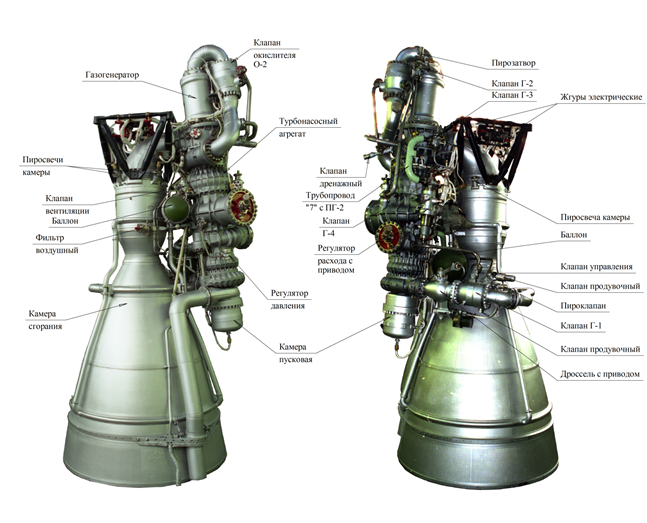 Клапан
окислителя
О-2
Газогенератор
Турбонасосный
агрегат
Пиросвечи
камеры
Клапан
вентиляции
Баллон
Фильтр
воздушный
Камера
сгорания
Регулятор
давления
Камера
пусковая
Пирозатвор
Клапан Г-2
Клапан Г-3
Жгуры электрические
Клапан
дренажный
Трубопровод
"7" с ПГ-2
Клапан
Г-4
Регулятор
расхода с
приводом
Пиросвеча камеры
Баллон
Клапан управления
Клапан продувочный
Пироклапан
Клапан Г-1
Клапан продувочный
Дроссель с приводом